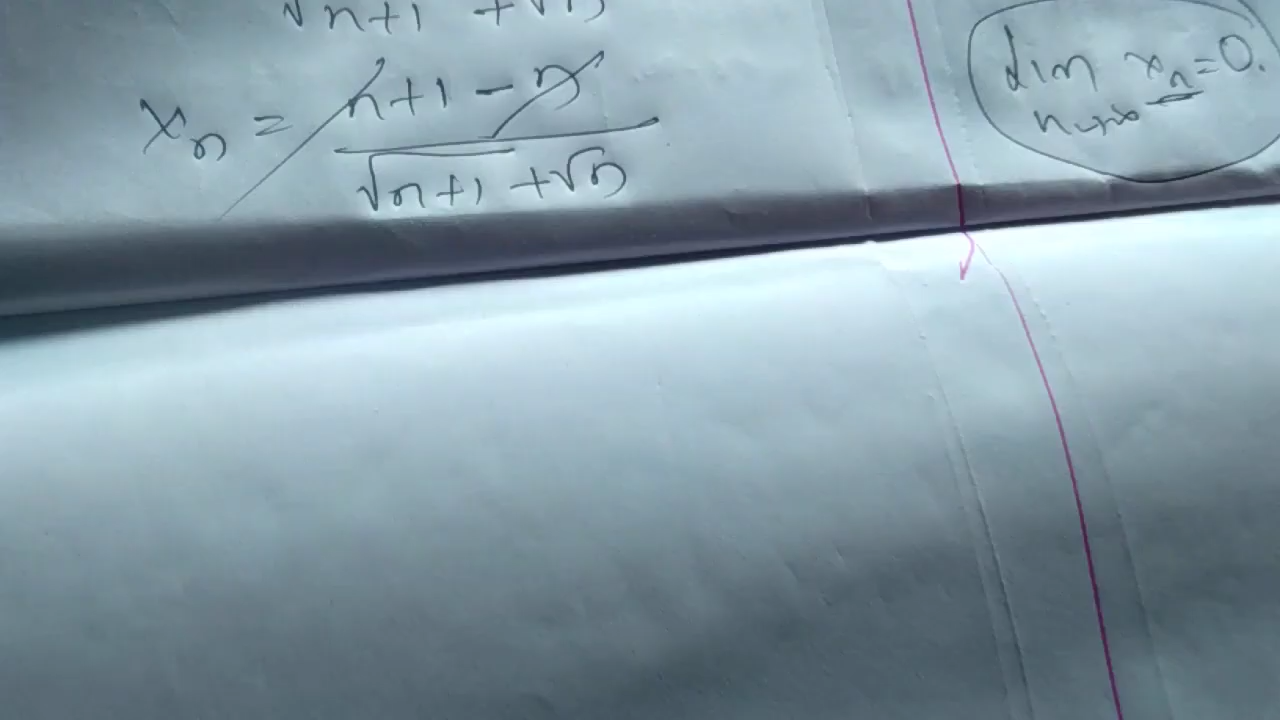 √n+1 + √n
xₙ = n+1 - n / √n+1 + √n
lim xₙ = 0.
n→∞